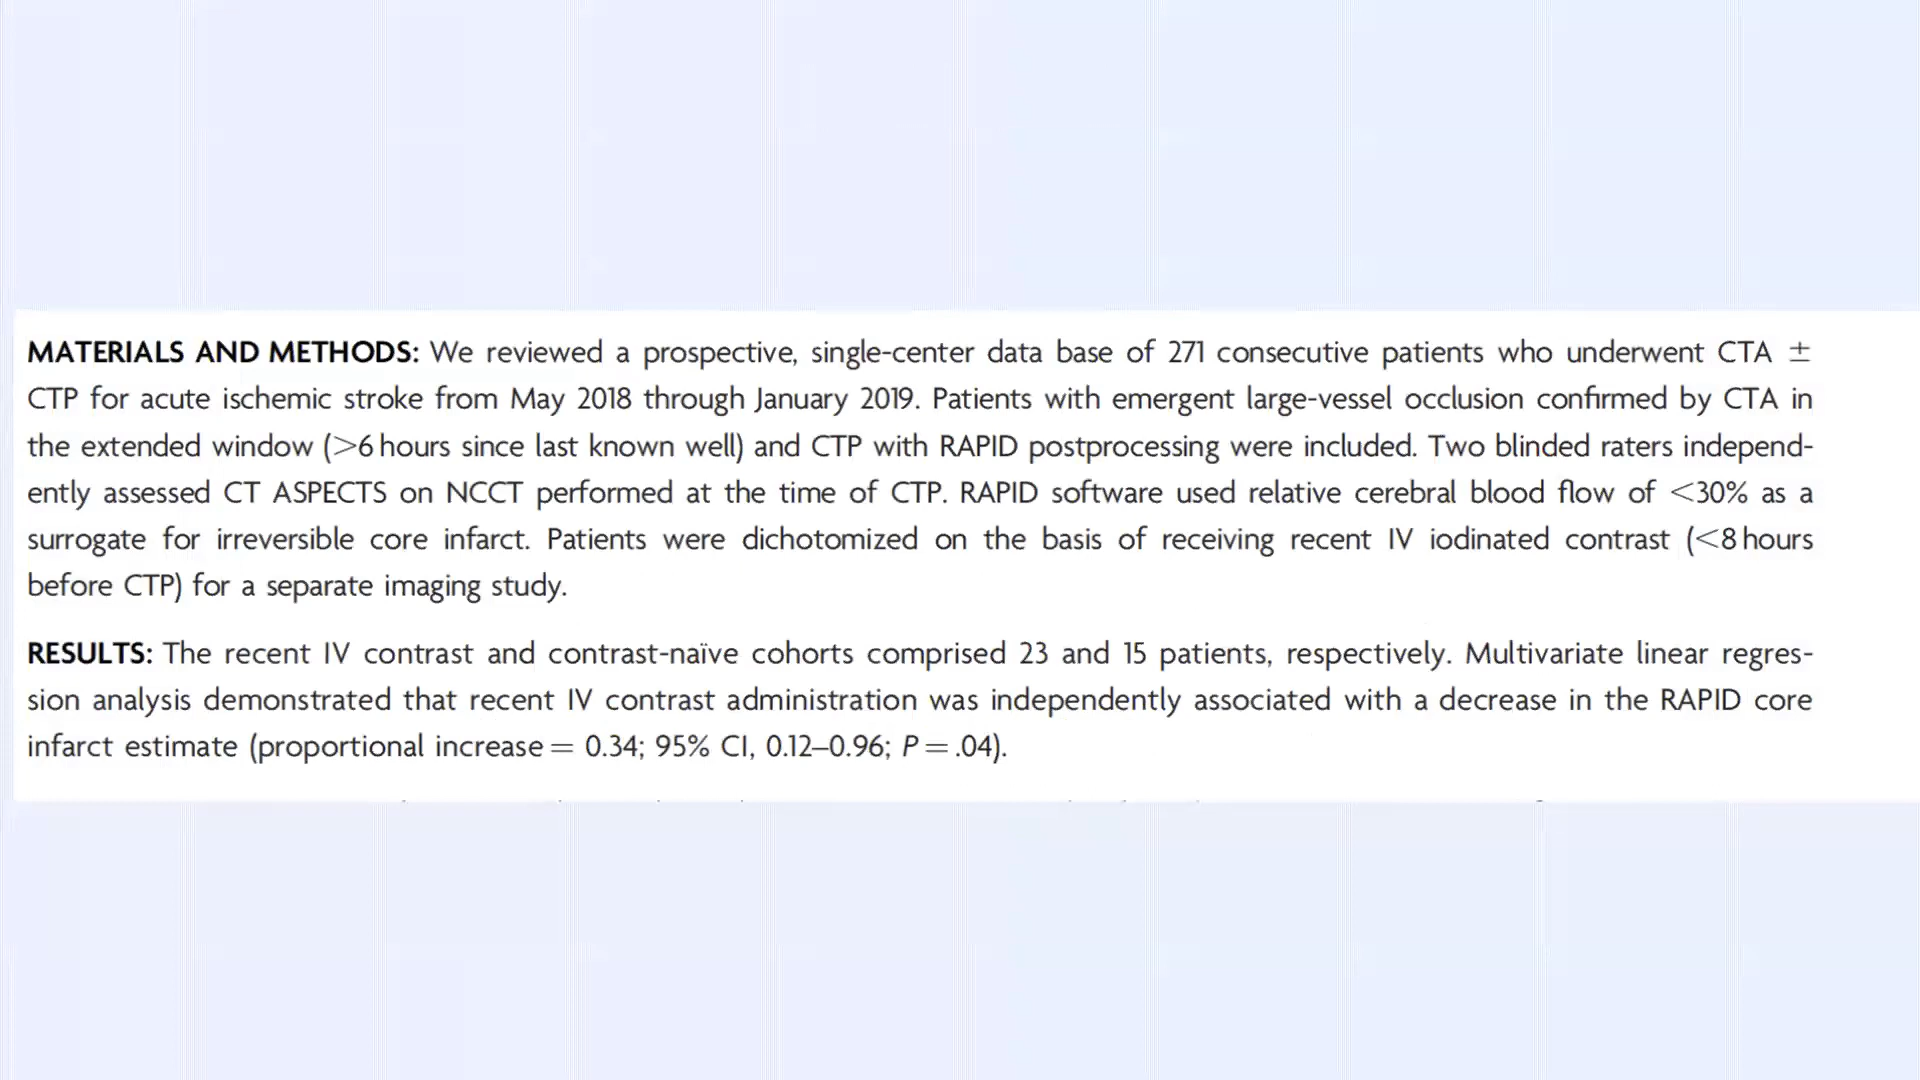 MATERIALS AND METHODS: We reviewed a prospective, single-center data base of 271 consecutive patients who underwent CTA ±
CTP for acute ischemic stroke from May 2018 through January 2019. Patients with emergent large-vessel occlusion confirmed by CTA in
the extended window (>6 hours since last known well) and CTP with RAPID postprocessing were included. Two blinded raters independ-
ently assessed CT ASPECTS on NCCT performed at the time of CTP. RAPID software used relative cerebral blood flow of <30% as a
surrogate for irreversible core infarct. Patients were dichotomized on the basis of receiving recent IV iodinated contrast (<8 hours
before CTP) for a separate imaging study.
RESULTS: The recent IV contrast and contrast-naïve cohorts comprised 23 and 15 patients, respectively. Multivariate linear regres-
sion analysis demonstrated that recent IV contrast administration was independently associated with a decrease in the RAPID core
infarct estimate (proportional increase = 0.34; 95% CI, 0.12–0.96; P = .04).